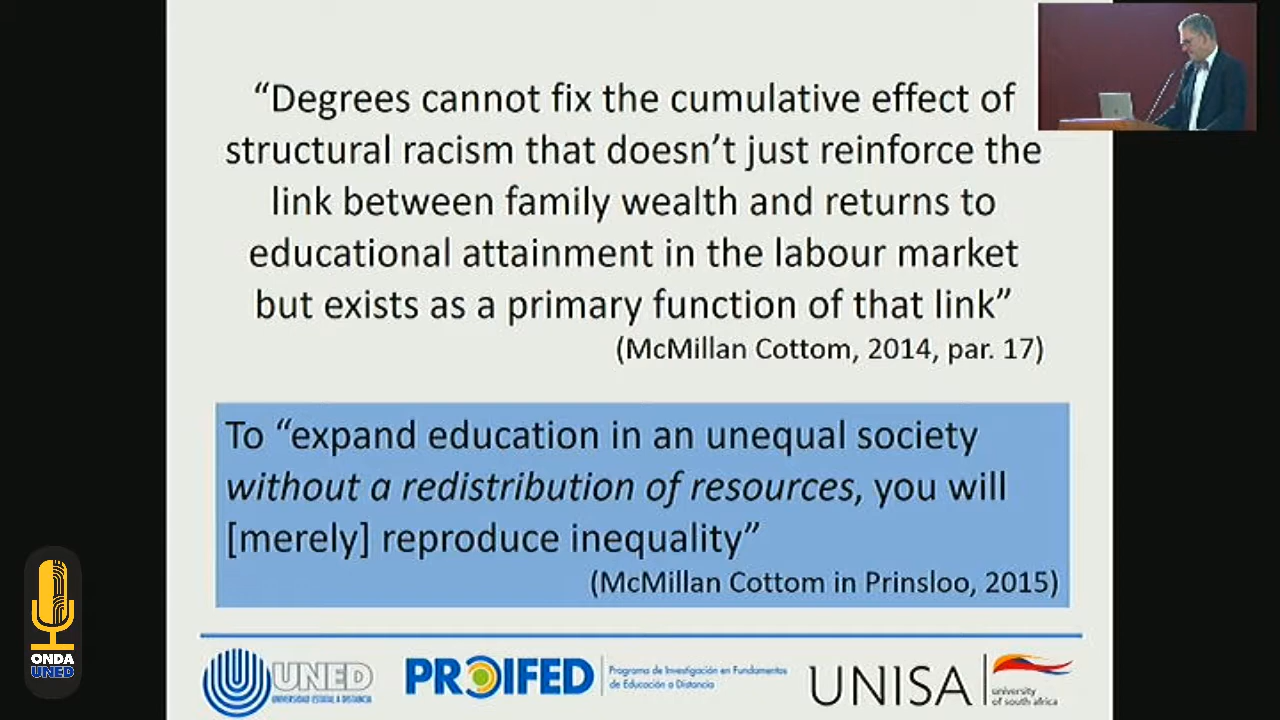 “Degrees cannot fix the cumulative effect of
structural racism that doesn’t just reinforce the
link between family wealth and returns to
educational attainment in the labour market
but exists as a primary function of that link”
(McMillan Cottom, 2014, par. 17)
To “expand education in an unequal society
without a redistribution of resources, you will
[merely] reproduce inequality”
(McMillan Cottom in Prinsloo, 2015)
ONDA
UNED
UNED
UNIVERSIDAD ESTATAL A DISTANCIA
PROIFED
Programa de Investigación en Fundamentos
de Educación a Distancia
UNISA
university
of south africa